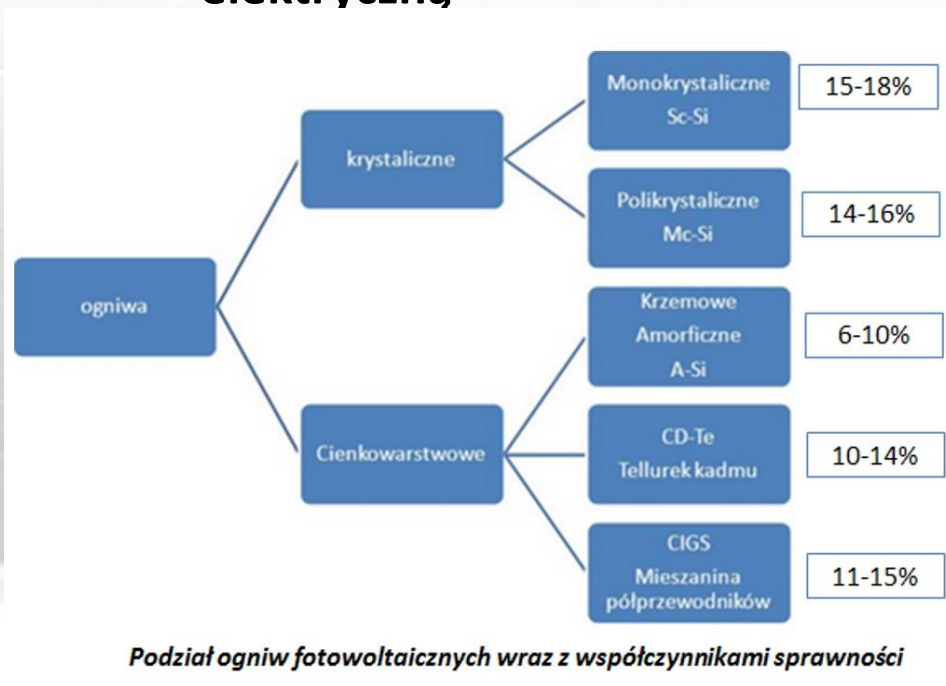 elektryczną
ogniwa
krystaliczne
Monokrystaliczne
Sc-Si
15-18%
Polikrystaliczne
Mc-Si
14-16%
Cienkowarstwowe
Krzemowe
Amorficzne
A-Si
6-10%
CD-Te
Tellurek kadmu
10-14%
CIGS
Mieszanina
półprzewodników
11-15%
Podział ogniw fotowoltaicznych wraz z współczynnikami sprawności